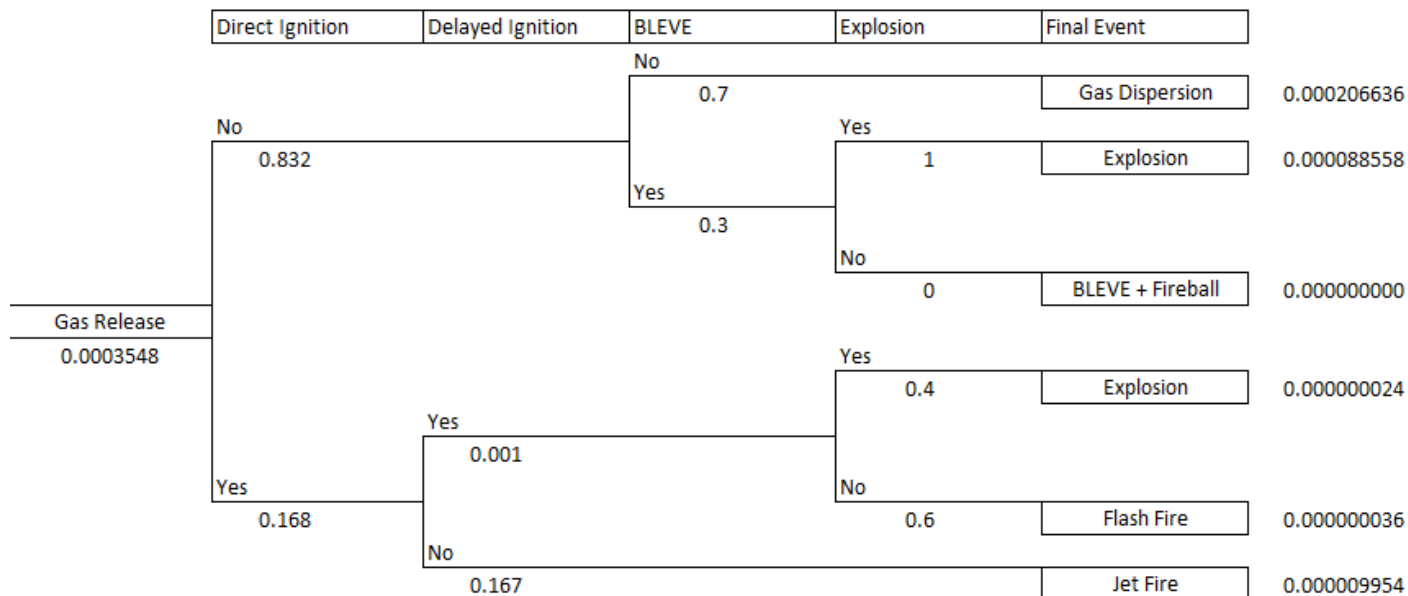 Direct Ignition Delayed Ignition BLEVE Explosion Final Event
No
0.7 Gas Dispersion 0.000206636
No Yes
0.832 1 Explosion 0.000088558
Yes
0.3
No
0 BLEVE + Fireball 0.000000000
Gas Release
0.0003548 Yes
0.4 Explosion 0.000000024
Yes
0.001
Yes No
0.168 0.6 Flash Fire 0.000000036
No
0.167 Jet Fire 0.000009954